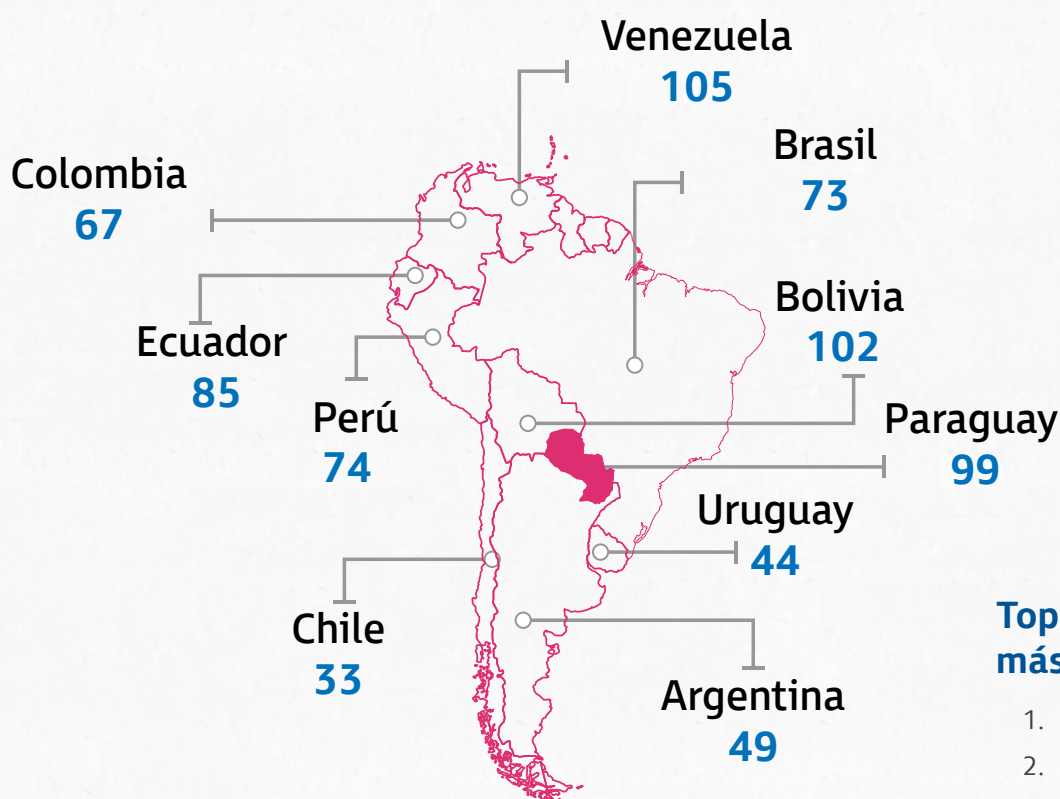 Venezuela
105
Brasil
73
Colombia
67
Bolivia
102
Ecuador
85
Perú
74
Paraguay
99
Uruguay
44
Chile
33
Argentina
49
Top
más
1.
2.